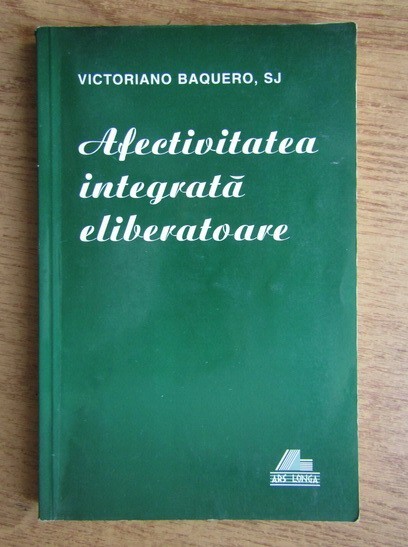 VICTORIANO BAQUERO, SJ
Afectivitatea
integrată
eliberatoare
ARS LONGA